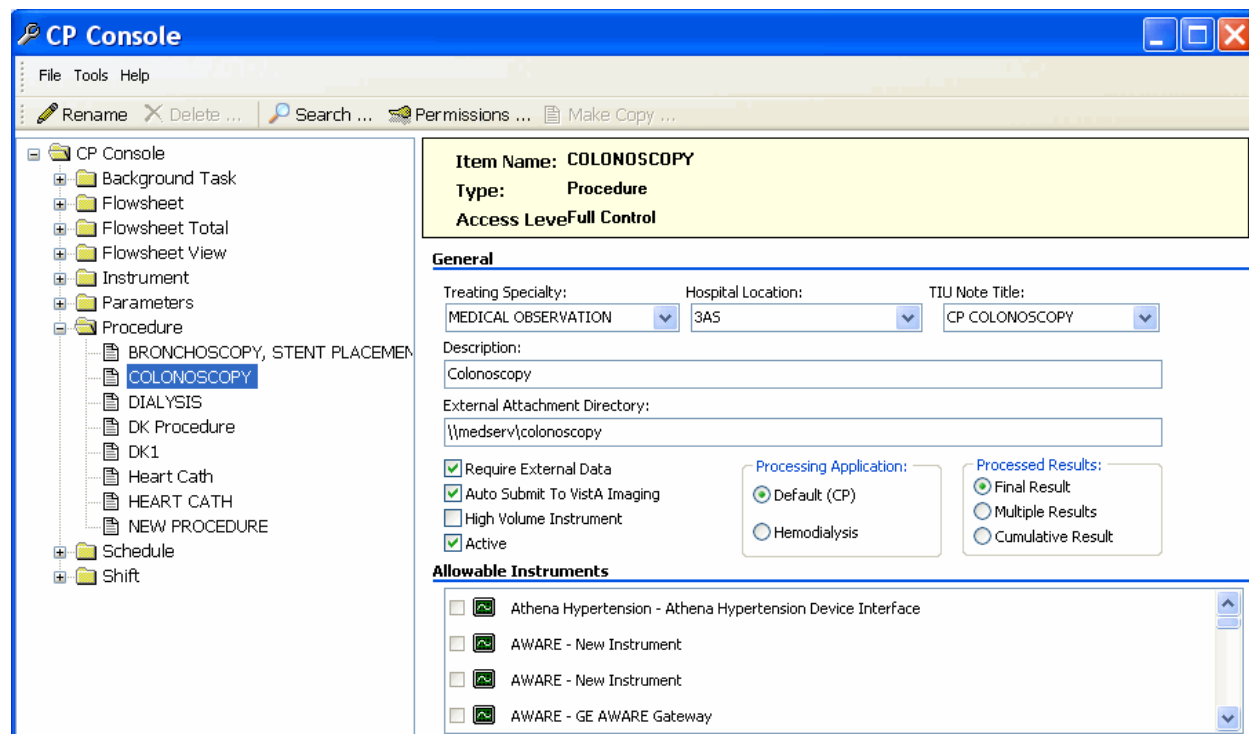 CP Console
File Tools Help
Rename Delete ... Search ... Permissions ... Make Copy ...
CP Console
Background Task
Flowsheet
Flowsheet Total
Flowsheet View
Instrument
Parameters
Procedure
BRONCHOSCOPY, STENT PLACEMEN
COLONOSCOPY
DIALYSIS
DK Procedure
DK1
Heart Cath
HEART CATH
NEW PROCEDURE
Schedule
Shift
Item Name: COLONOSCOPY
Type: Procedure
Access Leve Full Control
General
Treating Specialty: Hospital Location: TIU Note Title:
MEDICAL OBSERVATION 3AS CP COLONOSCOPY
Description:
Colonoscopy
External Attachment Directory:
\\medserv\colonoscopy
Require External Data
Auto Submit To VistA Imaging
High Volume Instrument
Active
Processing Application:
Default (CP)
Hemodialysis
Processed Results:
Final Result
Multiple Results
Cumulative Result
Allowable Instruments
Athena Hypertension - Athena Hypertension Device Interface
AWARE - New Instrument
AWARE - New Instrument
AWARE - GE AWARE Gateway